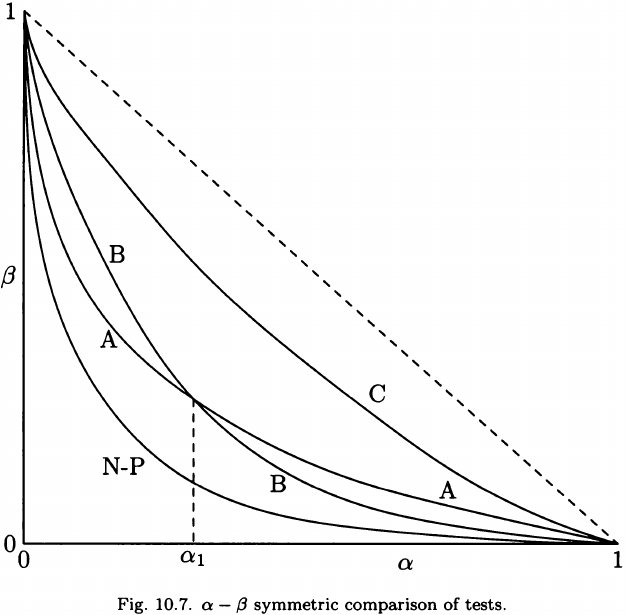 1
B
β
A
C
N-P
A
B
0
0
α₁
α
1
Fig. 10.7. α − β symmetric comparison of tests.